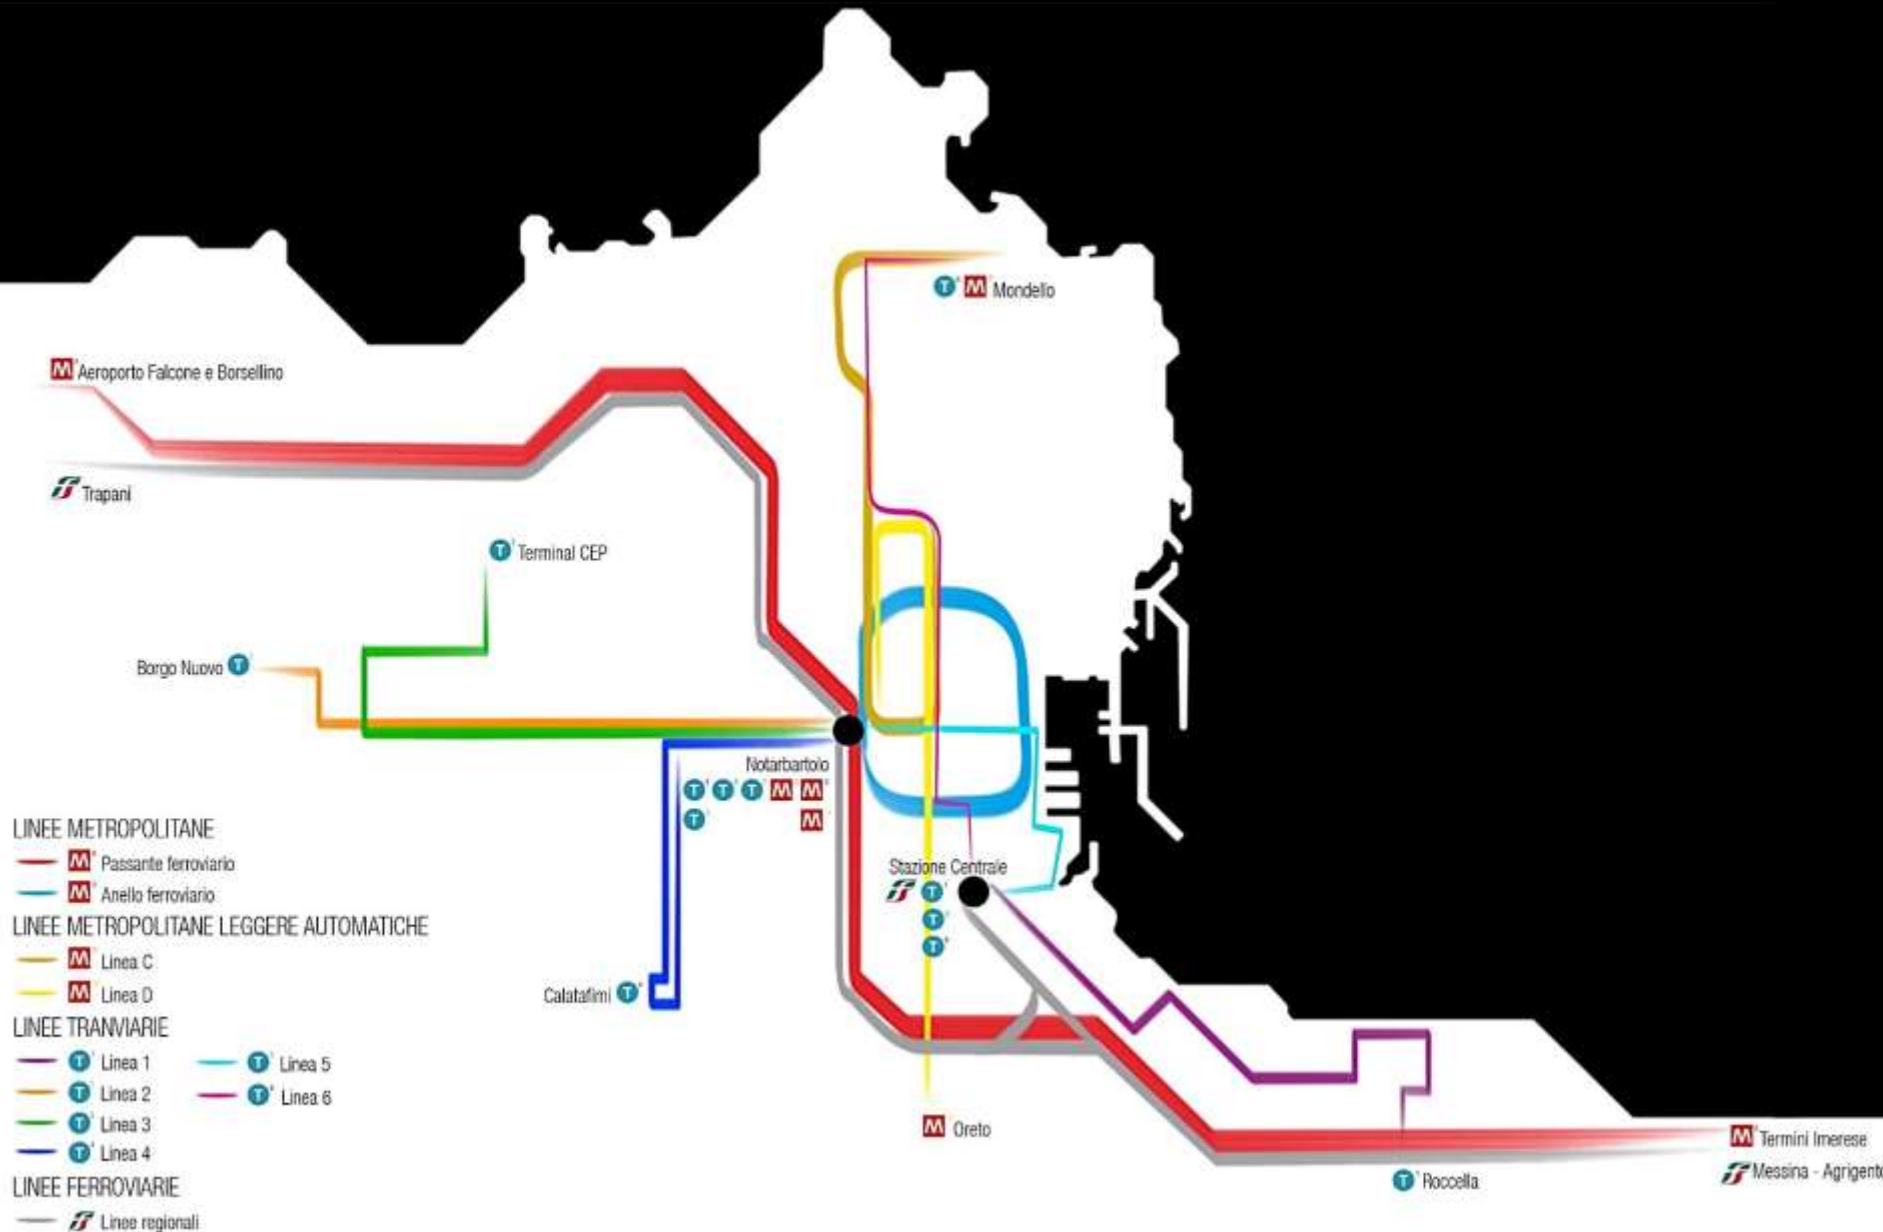 Mondello
Aeroporto Falcone e Borsellino
Trapani
Terminal CEP
Borgo Nuovo
Notarbartolo
Stazione Centrale
Calatafimi
Oreto
Termini Imerese
Messina - Agrigento
Roccella
LINEE METROPOLITANE
M Passante ferroviario
M Anello ferroviario
LINEE METROPOLITANE LEGGERE AUTOMATICHE
M Linea C
M Linea D
LINEE TRANVIARIE
T Linea 1
T Linea 2
T Linea 3
T Linea 4
T Linea 5
T Linea 6
LINEE FERROVIARIE
Linee regionali